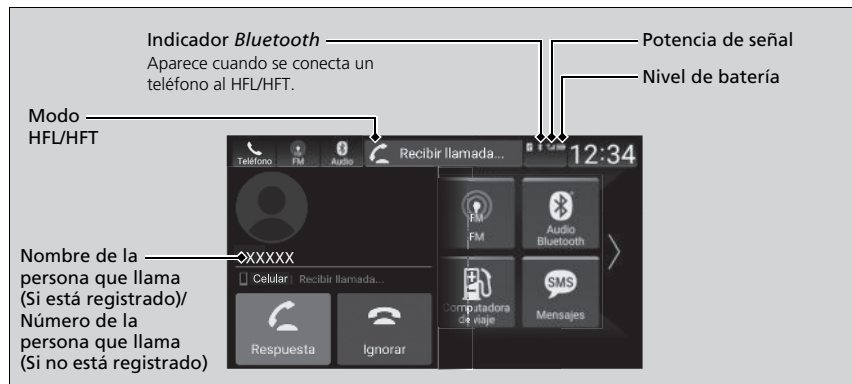 Indicador Bluetooth
Aparece cuando se conecta un
teléfono al HFL/HFT.
Potencia de señal
Nivel de batería
Modo
HFL/HFT
Teléfono
FM
Audio
Recibir llamada...
12:34
XXXXX
Celular
Recibir llamada...
Respuesta
Ignorar
FM
FM
Audio
Bluetooth
Computadora
de viaje
SMS
Mensajes
Nombre de la
persona que llama
(Si está registrado)/
Número de la
persona que llama
(Si no está registrado)